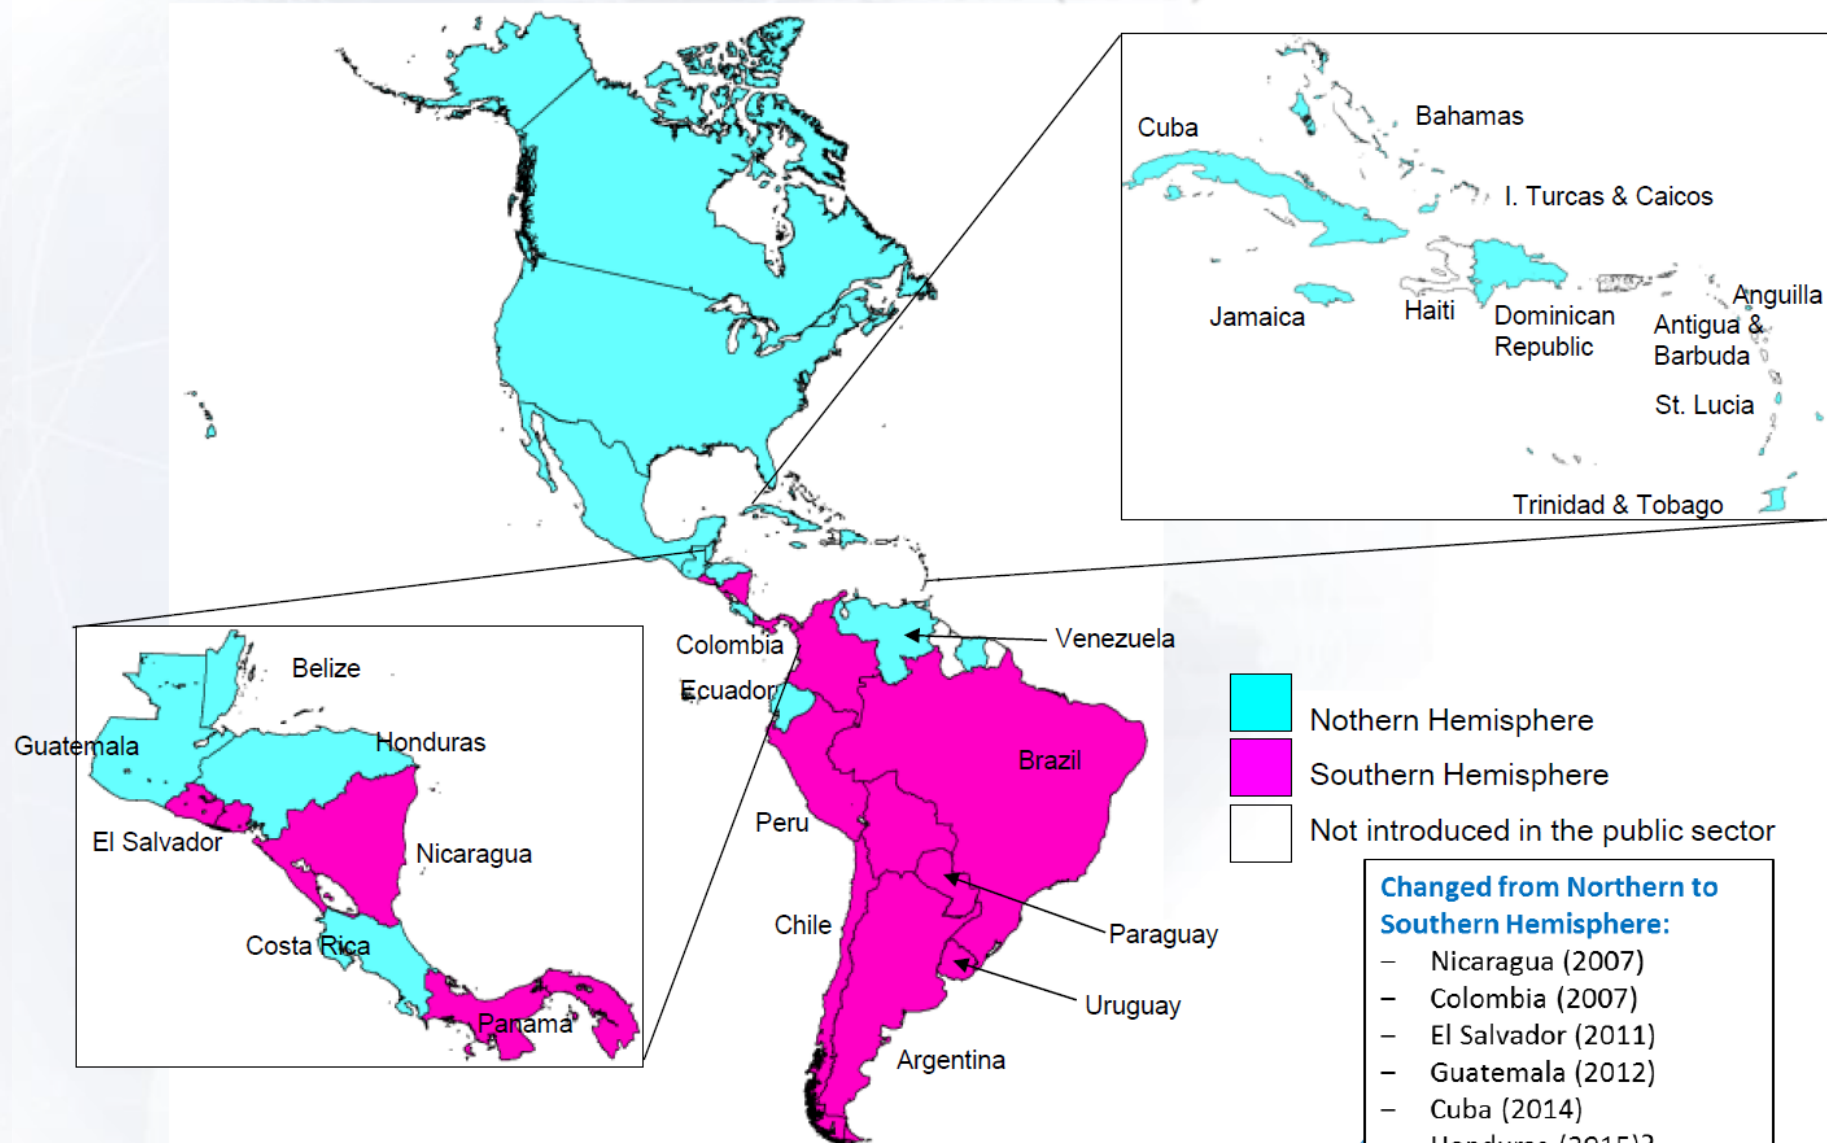 Cuba
Bahamas
I. Turcas & Caicos
Jamaica
Haiti
Dominican
Republic
Anguilla
Antigua &
Barbuda
St. Lucia
Trinidad & Tobago
Belize
Guatemala
Honduras
El Salvador
Nicaragua
Costa Rica
Panama
Colombia
Ecuador
Venezuela
Brazil
Peru
Chile
Paraguay
Uruguay
Argentina
Nothern Hemisphere
Southern Hemisphere
Not introduced in the public sector
Changed from Northern to
Southern Hemisphere:
– Nicaragua (2007)
– Colombia (2007)
– El Salvador (2011)
– Guatemala (2012)
– Cuba (2014)
– Honduras (2015)?